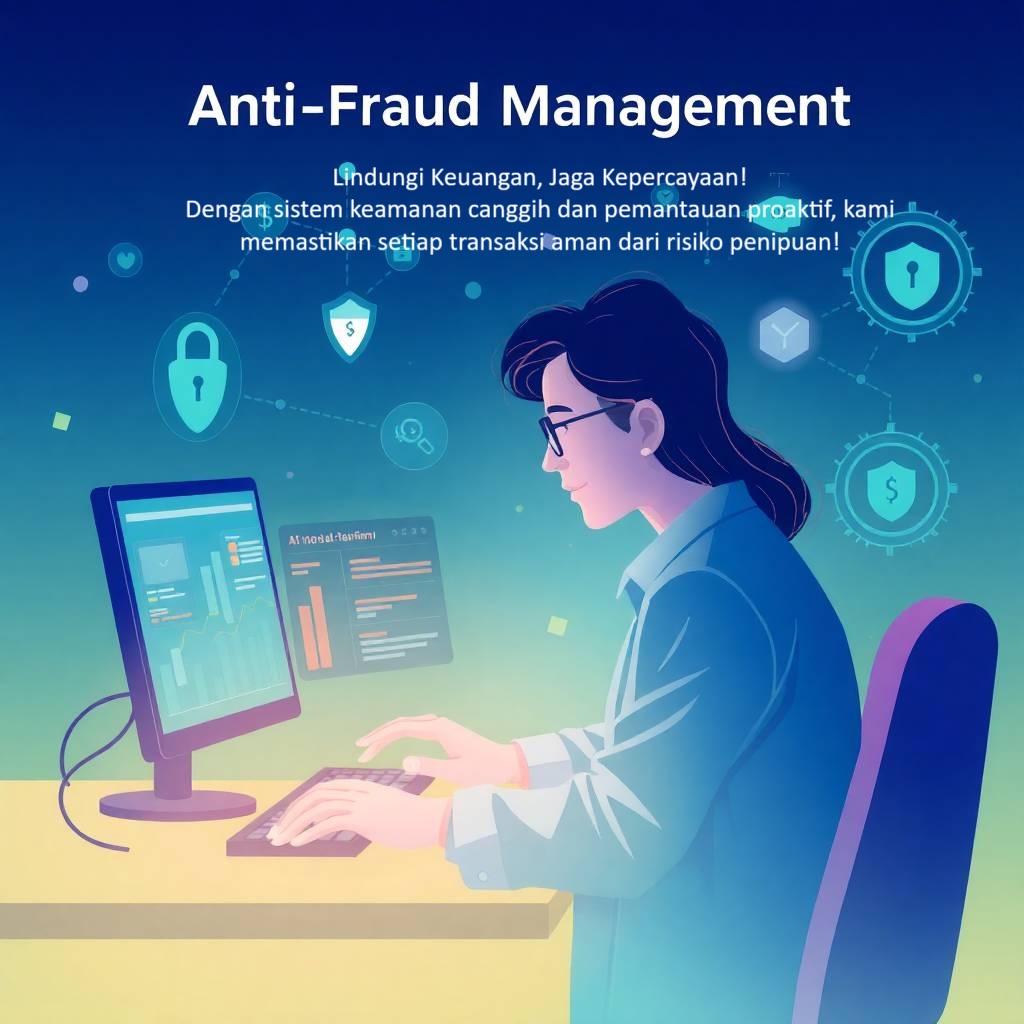 Anti-Fraud Management
Lindungi Keuangan, Jaga Kepercayaan!
Dengan sistem keamanan canggih dan pemantauan proaktif, kami
memastikan setiap transaksi aman dari risiko penipuan!
$
$
$